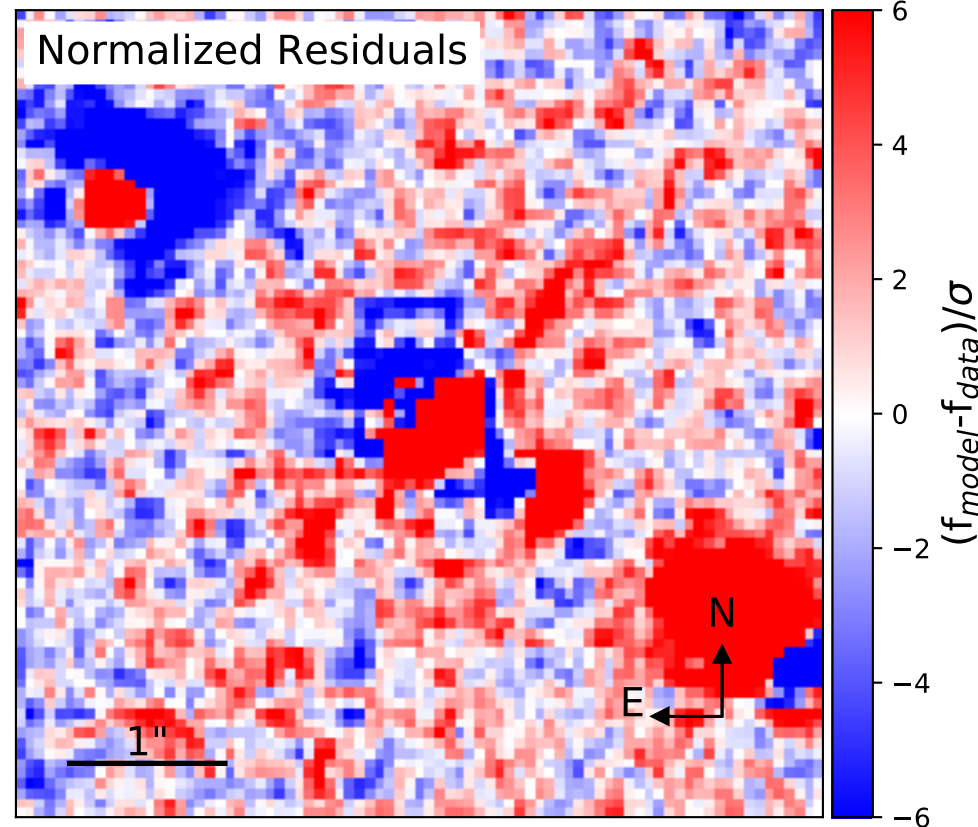 Normalized Residuals
6
4
2
0
−2
−4
−6
(f_model-f_data)/σ
N
E
1"